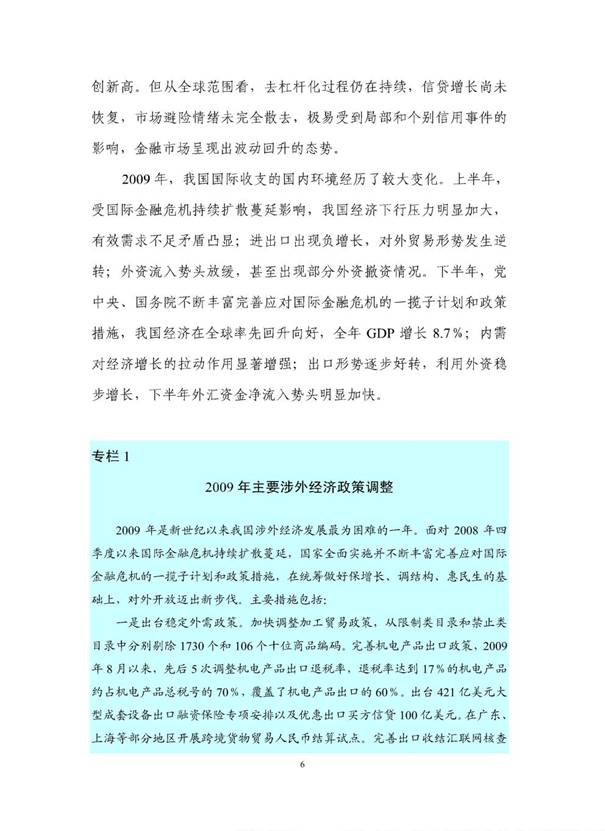 创新高。但从全球范围看，去杠杆化过程仍在持续，信贷增长尚未
恢复，市场避险情绪未完全散去，极易受到局部和个别信用事件的
影响，金融市场呈现出波动回升的态势。
2009 年，我国国际收支的国内环境经历了较大变化。上半年，
受国际金融危机持续扩散蔓延影响，我国经济下行压力明显加大，
有效需求不足矛盾凸显；进出口出现负增长，对外贸易形势发生逆
转；外资流入势头放缓，甚至出现部分外资撤资情况。下半年，党
中央、国务院不断丰富完善应对国际金融危机的一揽子计划和政策
措施，我国经济在全球率先回升向好，全年 GDP 增长 8.7%；内需
对经济增长的拉动作用显著增强；出口形势逐步好转，利用外资稳
步增长，下半年外汇资金净流入势头明显加快。
专栏 1
2009 年主要涉外经济政策调整
2009 年是新世纪以来我国涉外经济发展最为困难的一年。面对 2008 年四
季度以来国际金融危机持续扩散蔓延，国家全面实施并不断丰富完善应对国际
金融危机的一揽子计划和政策措施，在统筹做好保增长、调结构、惠民生的基
础上，对外开放迈出新步伐。主要措施包括：
一是出台稳定外需政策。加快调整加工贸易政策，从限制类目录和禁止类
目录中分别剔除 1730 个和 106 个十位商品编码。完善机电产品出口政策，2009
年 8 月以来，先后 5 次调整机电产品出口退税率，退税率达到 17%的机电产品
约占机电产品总税号的 70%，覆盖了机电产品出口的 60%。出台 421 亿美元大
型成套设备出口融资保险专项安排以及优惠出口买方信贷 100 亿美元。在广东、
上海等部分地区开展跨境货物贸易人民币结算试点。完善出口收结汇联网核查
6